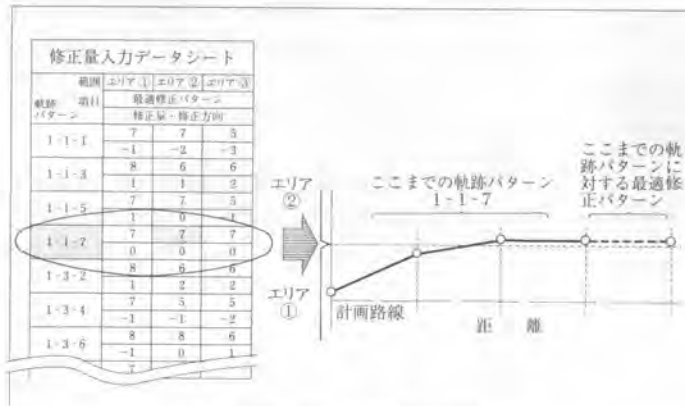 修正量入力データシート
範囲 エリア① エリア② エリア③
項目 最適修正パターン
軌跡
パターン 修正量・修正方向
1-1-1 7 7 5
-1 -2 -3
1-1-3 8 6 6
1 1 2
1-1-5 7 7 5
1 0 1
1-1-7 7 7 7
0 0 0
1-3-2 8 6 6
1 2 2
1-3-4 7 5 5
-1 -1 -2
1-3-6 8 8 6
-1 0 1
7
エリア
②
エリア
①
ここまでの軌跡パターン
1-1-7
ここまでの軌
跡パターンに
対する最適修
正パターン
計画路線
距離